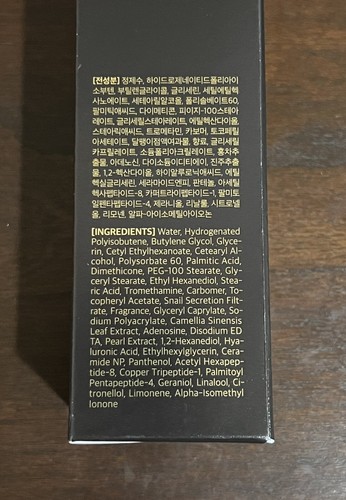 [전성분] 정제수, 하이드로제네이티드폴리아이
소부텐, 부틸렌글라이콜, 글리세린, 세틸에틸헥
사노에이트, 세테아릴알코올, 폴리솔베이트60,
팔미틱애씨드, 다이메티콘, 피이지-100스테아
레이트, 글리세릴스테아레이트, 에틸헥산다이올,
스테아릭애씨드, 트로메타민, 카보머, 토코페릴
아세테이트, 달팽이점액여과물, 향료, 글리세릴
카프릴레이트, 소듐폴리아크릴레이트, 홍차추
출물, 아데노신, 다이소듐이디티에이, 진주추출
물, 1,2-헥산다이올, 하이알루로닉애씨드, 에틸
헥실글리세린, 세라마이드엔피, 판테놀, 아세틸
헥사펩타이드-8, 카퍼트라이펩타이드-1, 팔미토
일펜타펩타이드-4, 제라니올, 리날룰, 시트로넬
올, 리모넨, 알파-아이소메틸아이오논
[INGREDIENTS] Water, Hydrogenated
Polyisobutene, Butylene Glycol, Glyce-
rin, Cetyl Ethylhexanoate, Cetearyl Al-
cohol, Polysorbate 60, Palmitic Acid,
Dimethicone, PEG-100 Stearate, Gly-
ceryl Stearate, Ethyl Hexanediol, Stea-
ric Acid, Tromethamine, Carbomer, To-
copheryl Acetate, Snail Secretion Filt-
rate, Fragrance, Glyceryl Caprylate, So-
dium Polyacrylate, Camellia Sinensis
Leaf Extract, Adenosine, Disodium ED
TA, Pearl Extract, 1,2-Hexanediol, Hya-
luronic Acid, Ethylhexylglycerin, Cera-
mide NP, Panthenol, Acetyl Hexapep-
tide-8, Copper Tripeptide-1, Palmitoyl
Pentapeptide-4, Geraniol, Linalool, Ci-
tronellol, Limonene, Alpha-Isomethyl
Ionone